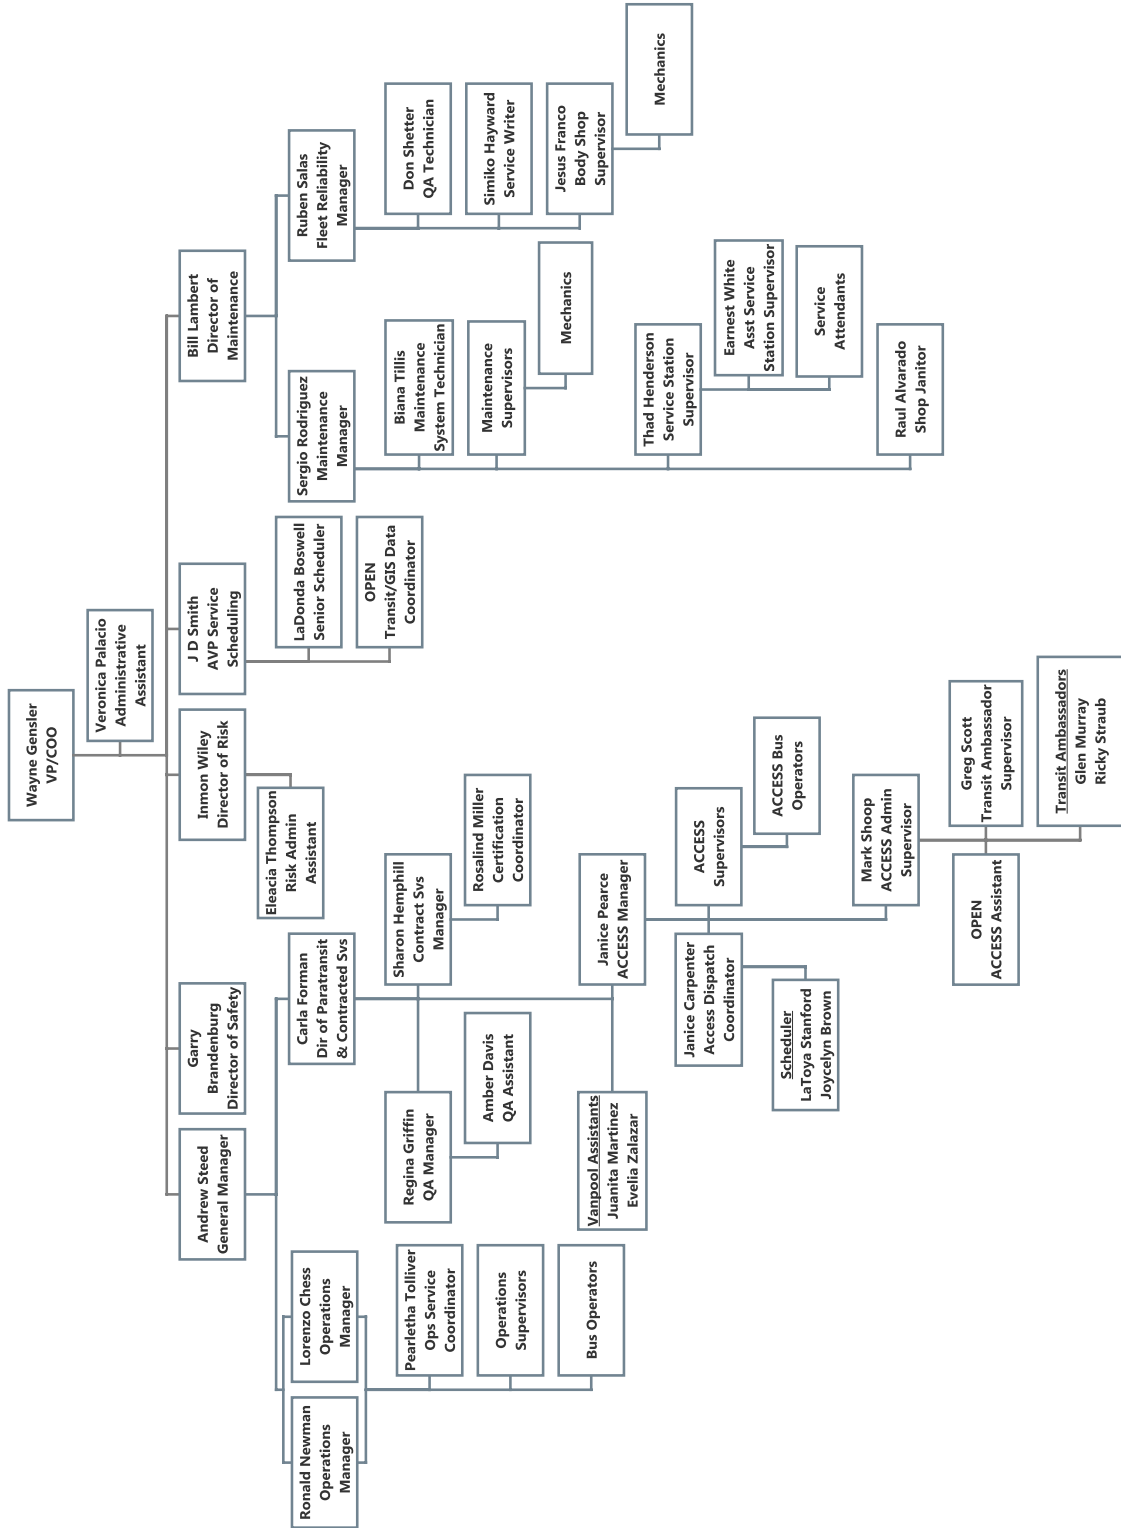 Wayne Gensler
VP/COO
Veronica Palacio
Administrative
Assistant
Andrew Steed
General Manager
Garry
Brandenburg
Director of Safety
Inmon Wiley
Director of Risk
J D Smith
AVP Service
Scheduling
Bill Lambert
Director of
Maintenance
Ronald Newman
Operations
Manager
Lorenzo Chess
Operations
Manager
Pearletha Tolliver
Ops Service
Coordinator
Operations
Supervisors
Bus Operators
Carla Forman
Dir of Paratransit
& Contracted Svs
Regina Griffin
QA Manager
Amber Davis
QA Assistant
Sharon Hemphill
Contract Svs
Manager
Rosalind Miller
Certification
Coordinator
Vanpool Assistants
Juanita Martinez
Evelia Zalazar
Janice Pearce
ACCESS Manager
Janice Carpenter
Access Dispatch
Coordinator
Scheduler
LaToya Stanford
Joycelyn Brown
ACCESS
Supervisors
ACCESS Bus
Operators
Mark Shoop
ACCESS Admin
Supervisor
OPEN
ACCESS Assistant
Greg Scott
Transit Ambassador
Supervisor
Transit Ambassadors
Glen Murray
Ricky Straub
Eleacia Thompson
Risk Admin
Assistant
LaDonda Boswell
Senior Scheduler
OPEN
Transit/GIS Data
Coordinator
Sergio Rodriguez
Maintenance
Manager
Biana Tillis
Maintenance
System Technician
Maintenance
Supervisors
Mechanics
Thad Henderson
Service Station
Supervisor
Earnest White
Asst Service
Station Supervisor
Service
Attendants
Raul Alvarado
Shop Janitor
Ruben Salas
Fleet Reliability
Manager
Don Shetter
QA Technician
Simiko Hayward
Service Writer
Jesus Franco
Body Shop
Supervisor
Mechanics